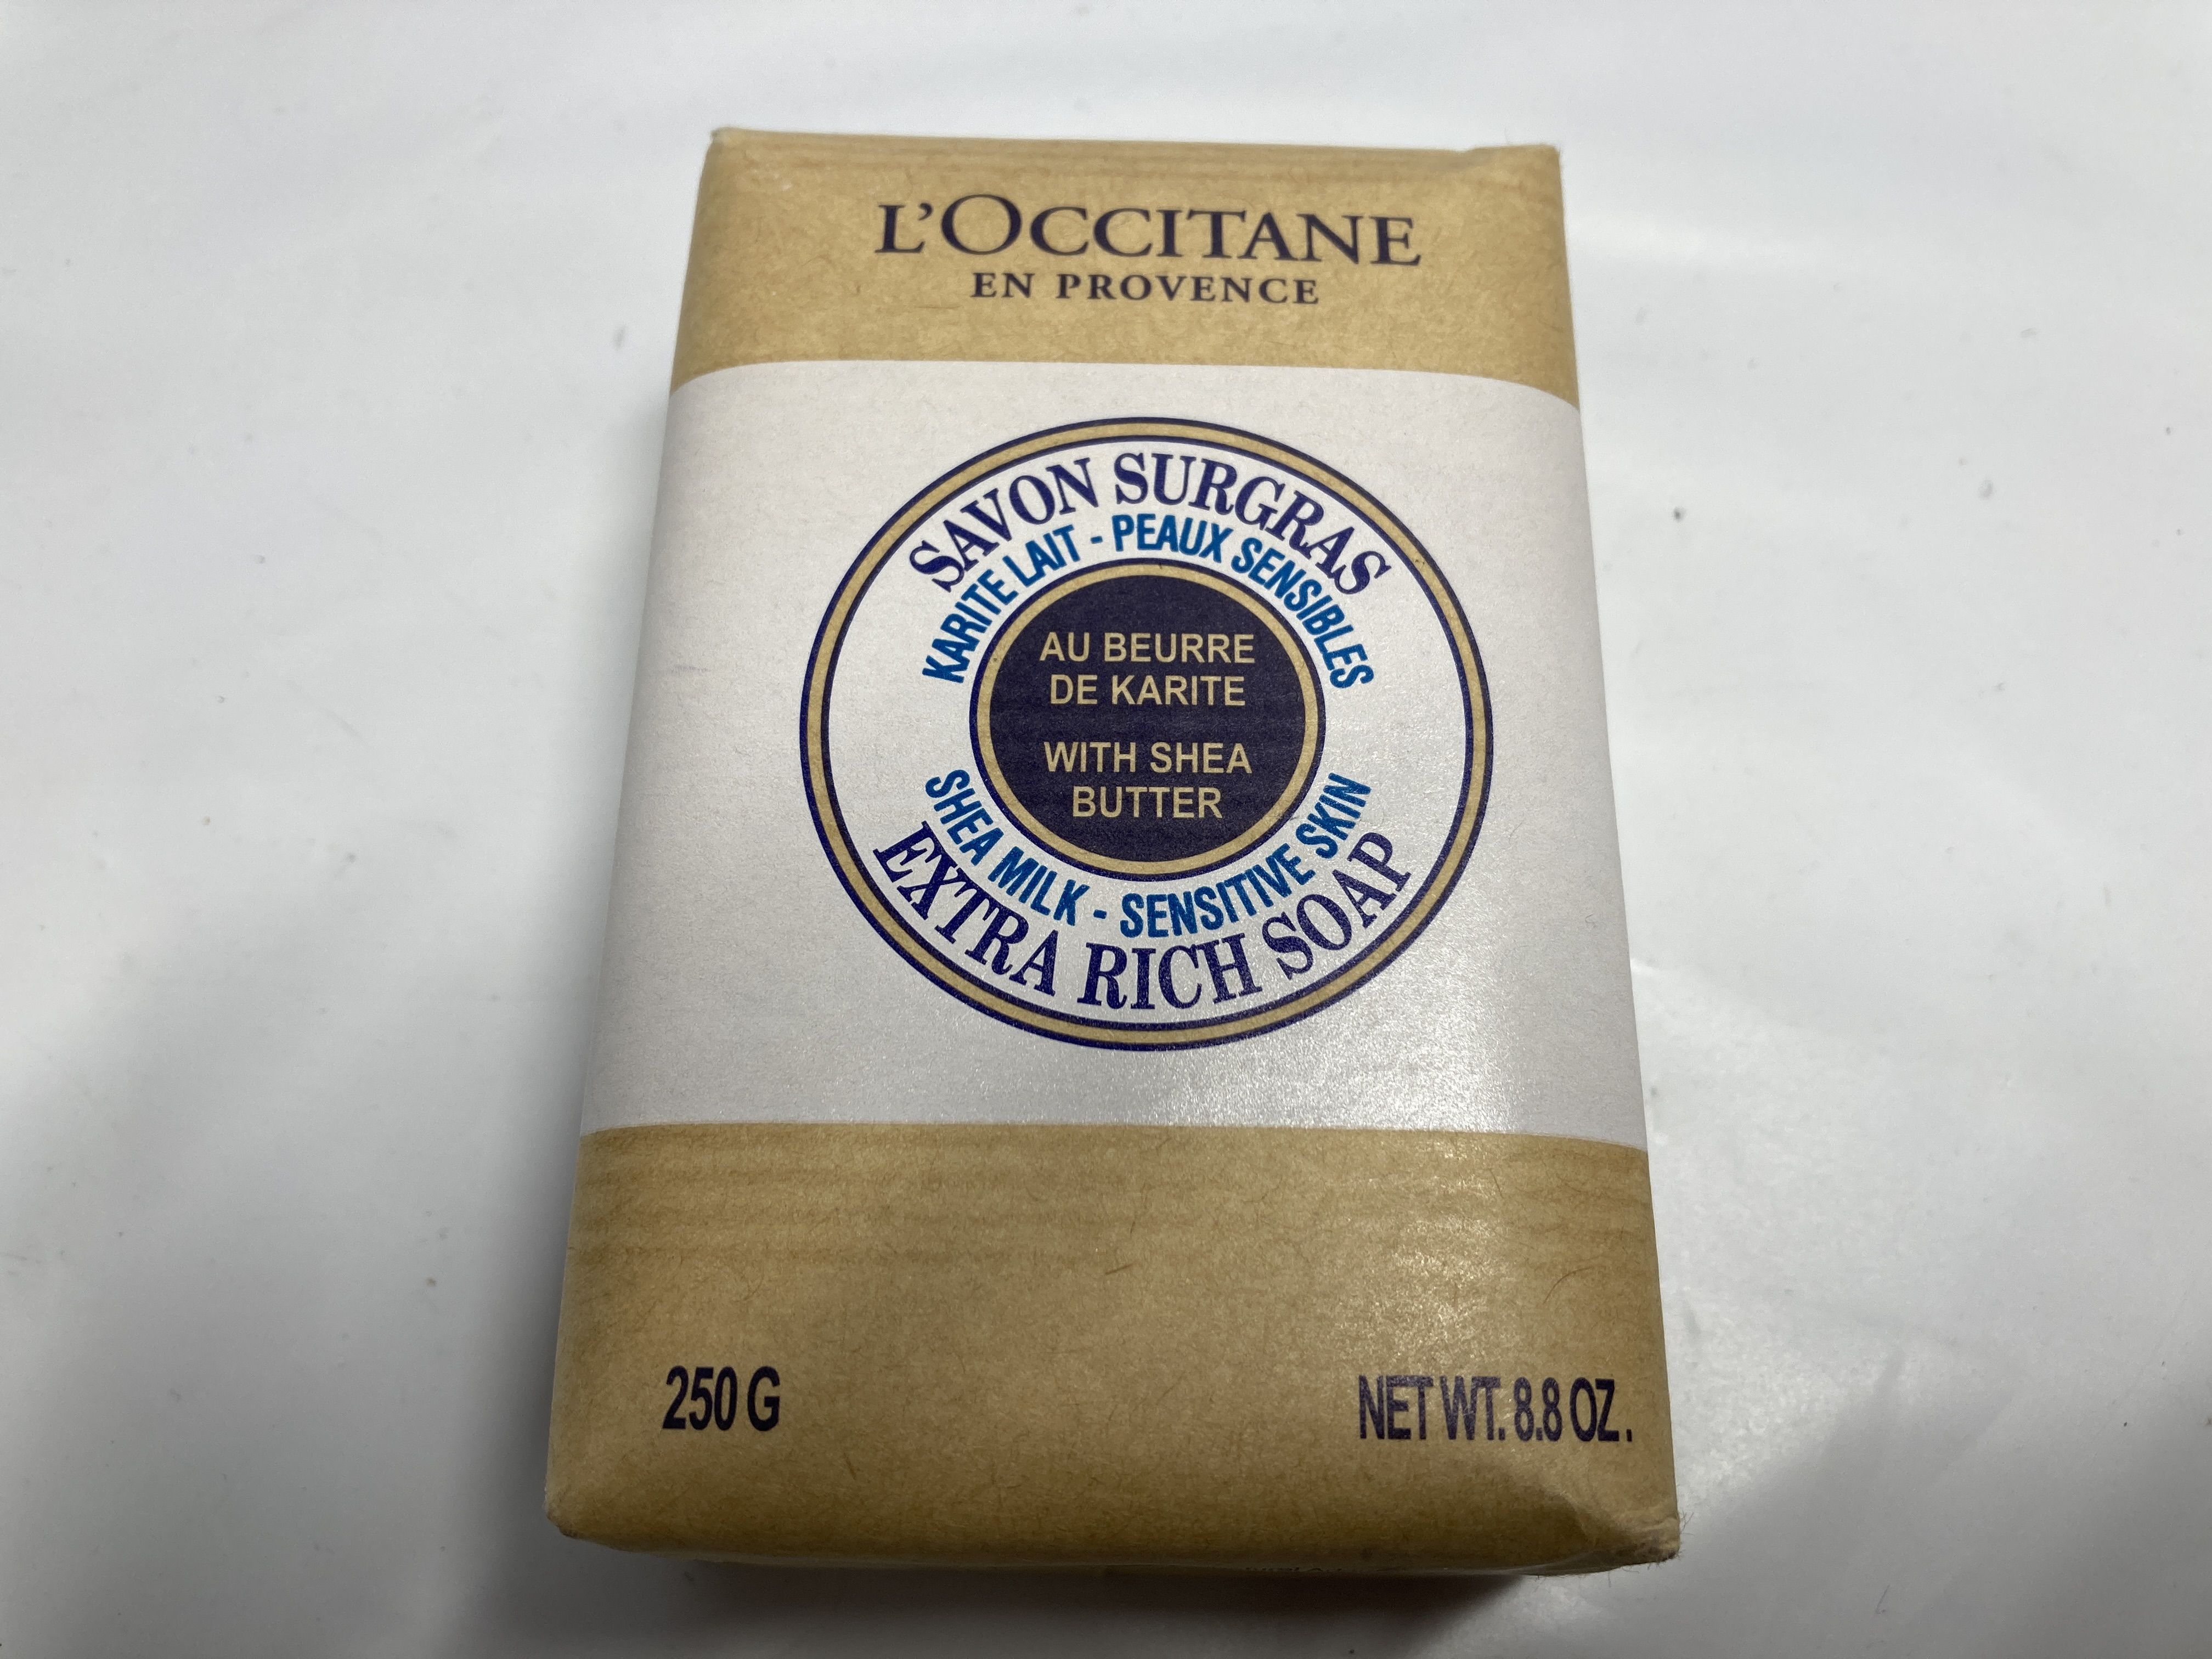 L'OCCITANE
EN PROVENCE
SAVON SURGRAS
KARITE LAIT - PEAUX SENSIBLES
AU BEURRE
DE KARITE
WITH SHEA
BUTTER
SHEA MILK - SENSITIVE SKIN
EXTRA RICH SOAP
250 G
NET WT. 8.8 OZ.